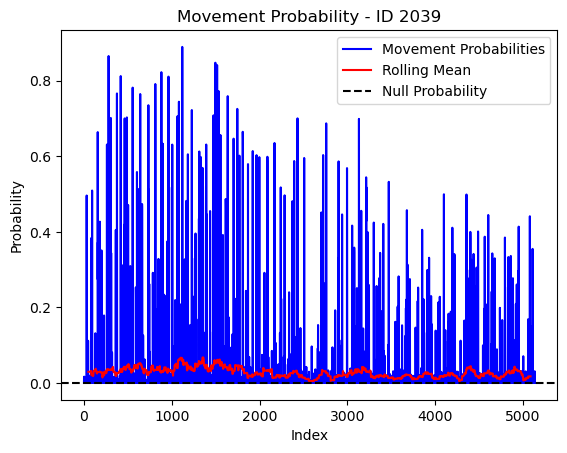 Movement Probability - ID 2039
Movement Probabilities
Rolling Mean
Null Probability
Probability
0.8
0.6
0.4
0.2
0.0
0
1000
2000
3000
4000
5000
Index